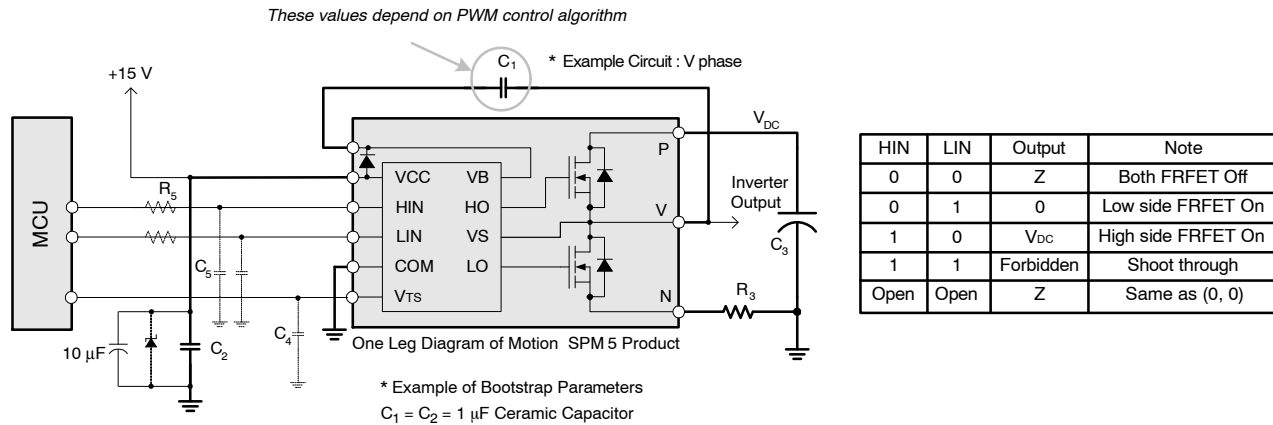 These values depend on PWM control algorithm
C1
* Example Circuit : V phase
+15 V
VDC
P
R5
VCC
VB
HIN
HO
LIN
VS
COM
LO
VTS
MCU
V
Inverter
Output
C3
C5
N
R3
C4
10 μF
C2
One Leg Diagram of Motion SPM 5 Product
* Example of Bootstrap Parameters
C1 = C2 = 1 μF Ceramic Capacitor
HIN LIN Output Note
0 0 Z Both FRFET Off
0 1 0 Low side FRFET On
1 0 VDC High side FRFET On
1 1 Forbidden Shoot through
Open Open Z Same as (0, 0)